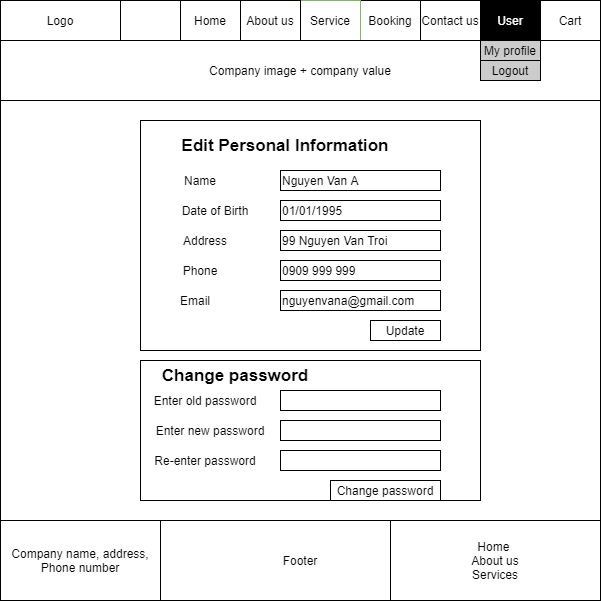 Logo
Home
About us
Service
Booking
Contact us
User
Cart
My profile
Logout
Company image + company value
Edit Personal Information
Name Nguyen Van A
Date of Birth 01/01/1995
Address 99 Nguyen Van Troi
Phone 0909 999 999
Email nguyenvana@gmail.com
Update
Change password
Enter old password
Enter new password
Re-enter password
Change password
Company name, address,
Phone number
Footer
Home
About us
Services